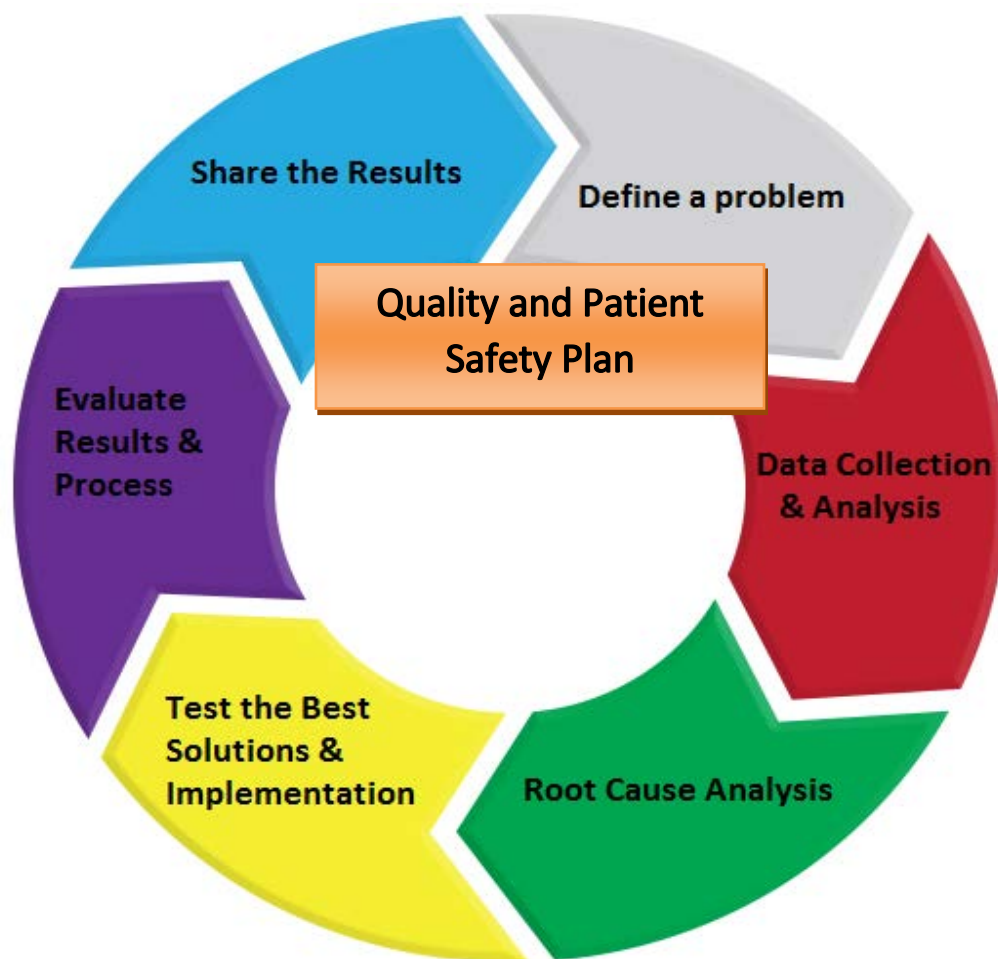 Share the Results
Define a problem
Quality and Patient
Safety Plan
Evaluate
Results &
Process
Data Collection
& Analysis
Test the Best
Solutions &
Implementation
Root Cause Analysis